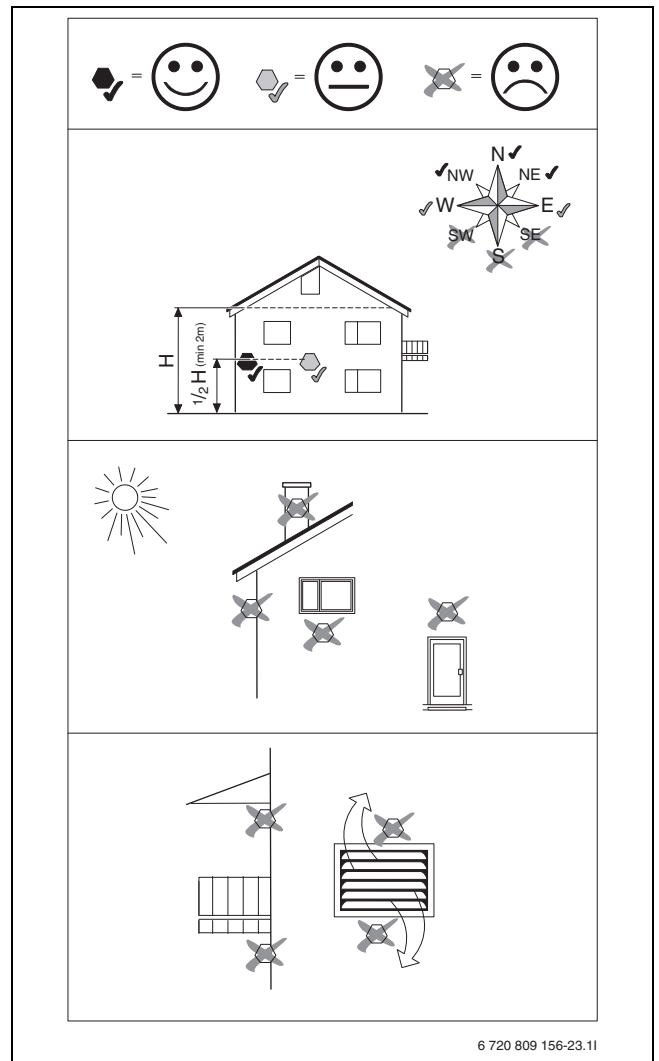 = = =
N
NW NE
W E
SW SE
S
H
1/2 H (min 2m)
6 720 809 156-23.1I